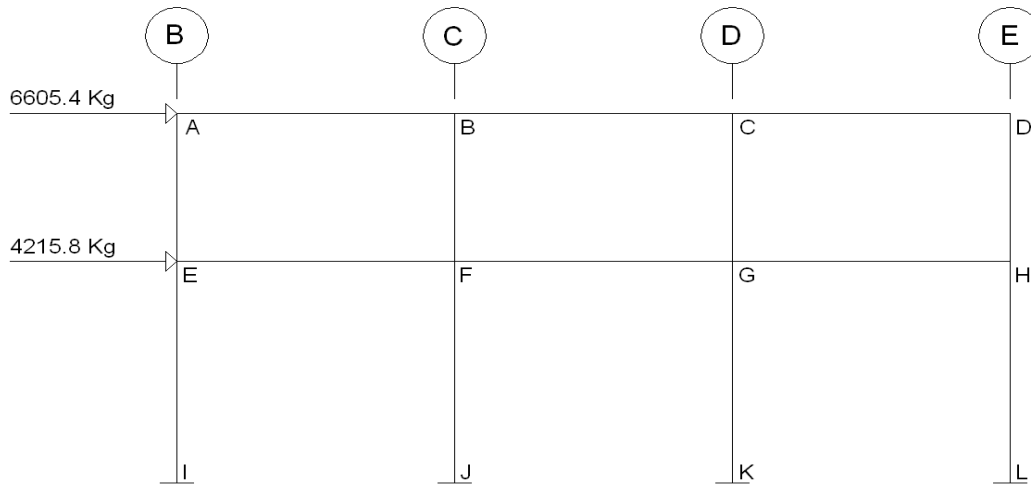 B C D E
6605.4 Kg
A B C D
4215.8 Kg
E F G H
I J K L